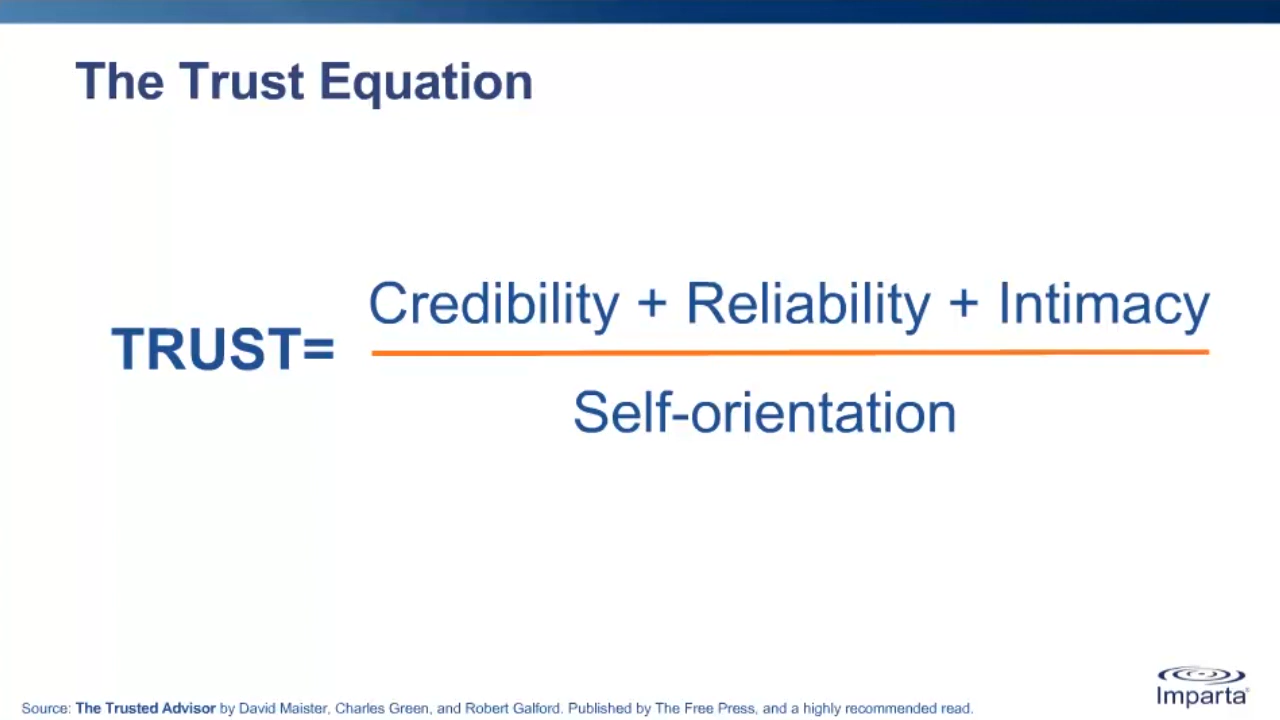 The Trust Equation
Credibility + Reliability + Intimacy
TRUST=
Self-orientation
Imparta
Source: The Trusted Advisor by David Maister, Charles Green, and Robert Galford. Published by The Free Press, and a highly recommended read.